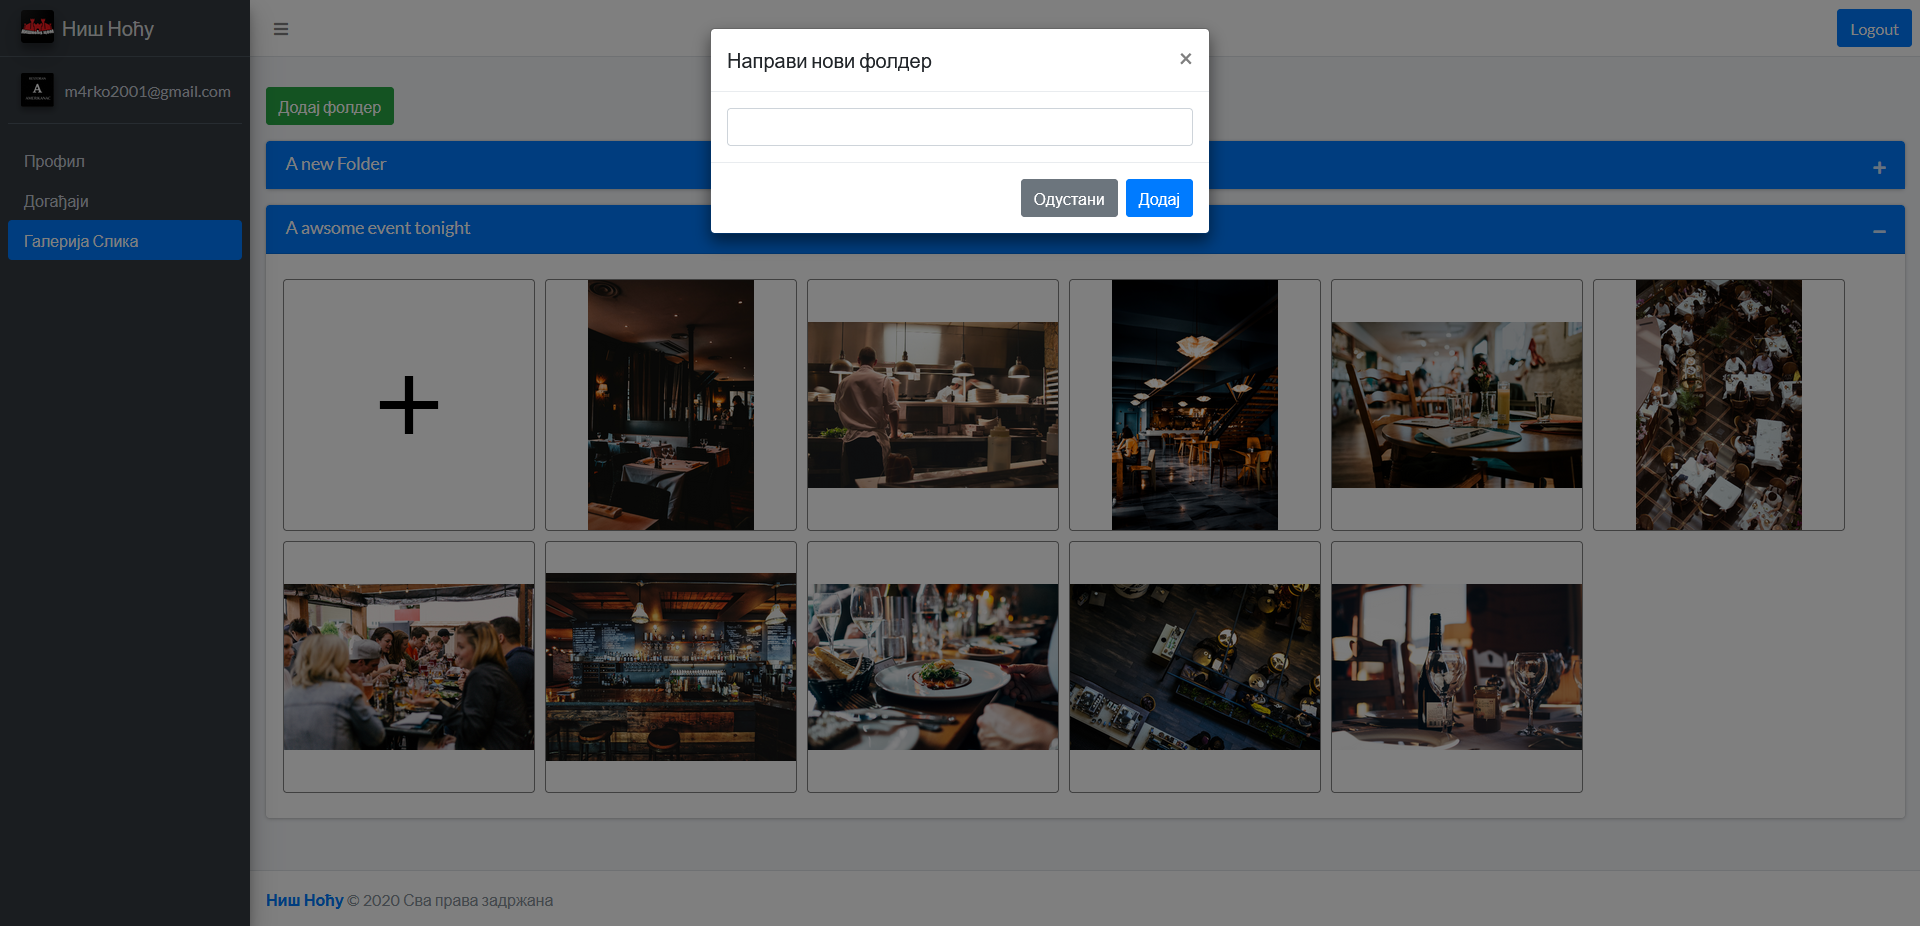 Ниш Ноћу
m4rko2001@gmail.com
Профил
Догађаји
Галерија Слика
Logout
Направи нови фолдер
×
Одустани
Додај
Додај фолдер
A new Folder
A awsome event tonight
Ниш Ноћу © 2020 Сва права задржана